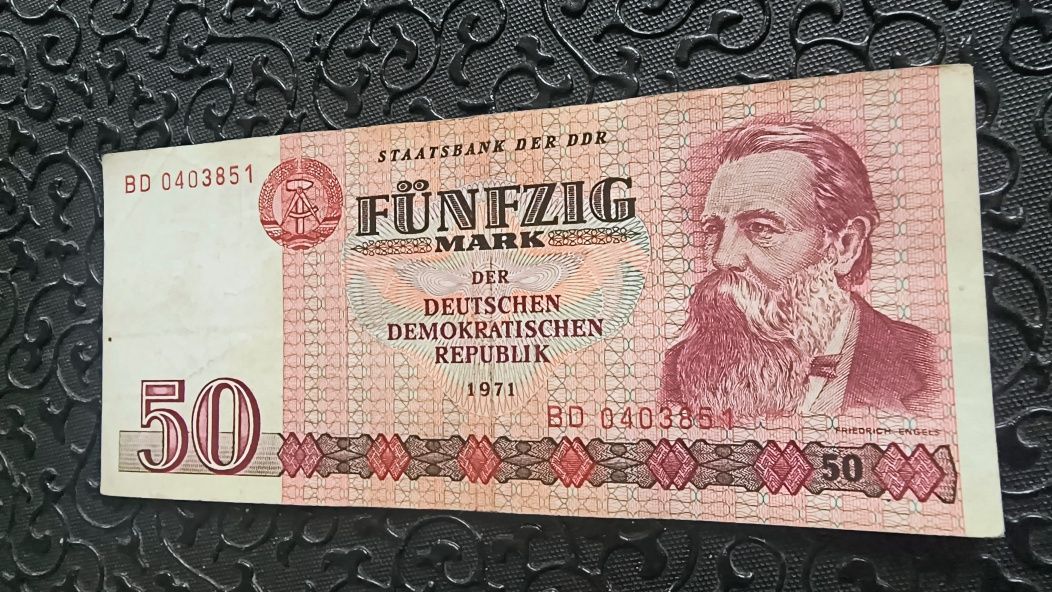 STAATSBANK DER DDR
BD 0403851
FÜNFZIG
MARK
DER
DEUTSCHEN
DEMOKRATISCHEN
REPUBLIK
1971
50
BD 0403851
FRIEDRICH ENGELS
50